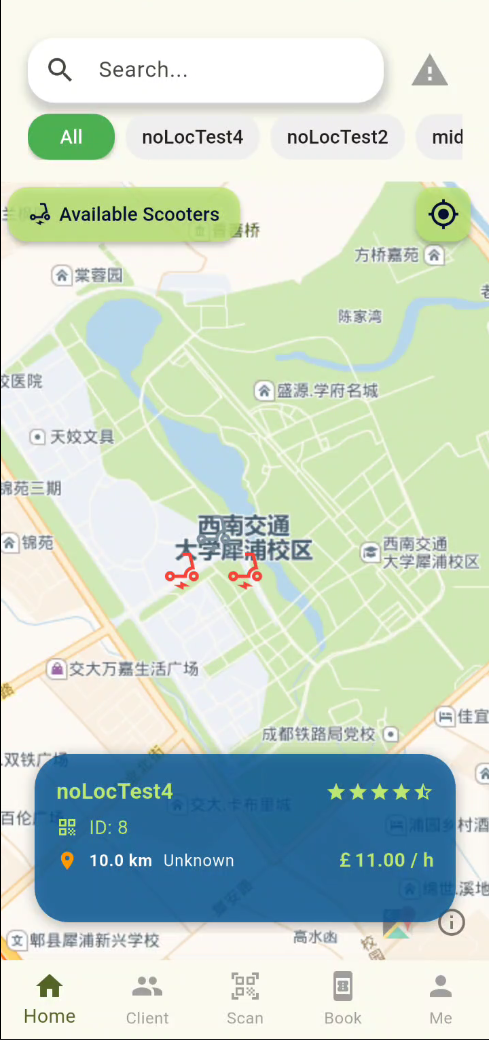 Search...
All
noLocTest4
noLocTest2
mid
Available Scooters
方桥嘉苑
棠蓉园
陈家湾
校医院
盛源.学府名城
天姣文具
锦苑三期
西南交通
大学犀浦校区
锦苑
西南交通
大学犀浦校区
交大万嘉生活广场
佳宜
成都铁路局党校
双铁广场
noLocTest4
交大.卡布里城
百伦广场
ID: 8
浦园乡村酒
10.0 km Unknown
£ 11.00 / h
绵世.溪地
郫县犀浦新兴学校
高水函
Home
Client
Scan
Book
Me